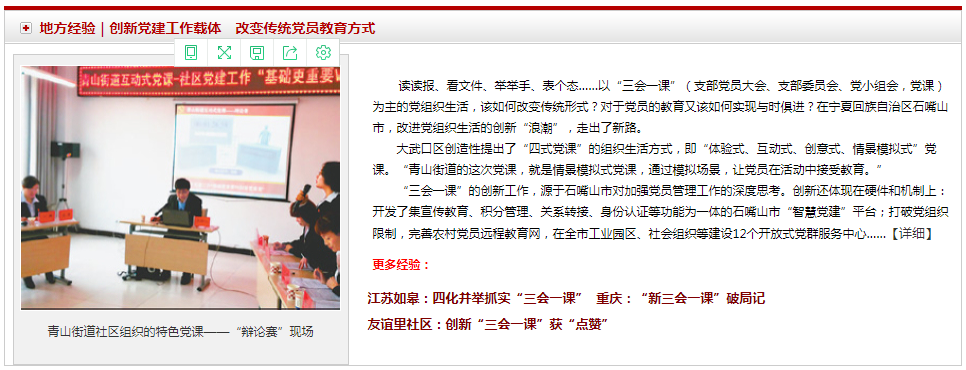 地方经验 | 创新党建工作载体 改变传统党员教育方式
青山街道互动式党课-社区党建工作“基础更重要
青山街道社区组织的特色党课——“辩论赛”现场
读读报、看文件、举举手、表个态……以“三会一课”（支部党员大会、支部委员会、党小组会，党课）
为主的党组织生活，该如何改变传统形式？对于党员的教育又该如何实现与时俱进？在宁夏回族自治区石嘴山
市，改进党组织生活的创新“浪潮”，走出了新路。
大武口区创造性提出了“四式党课”的组织生活方式，即“体验式、互动式、创意式、情景模拟式”党
课。“青山街道的这次党课，就是情景模拟式党课，通过模拟场景，让党员在活动中接受教育。”
“三会一课”的创新工作，源于石嘴山市对加强党员管理工作的深度思考。创新还体现在硬件和机制上：
开发了集宣传教育、积分管理、关系转接、身份认证等功能为一体的石嘴山市“智慧党建”平台；打破党组织
限制，完善农村党员远程教育网，在全市工业园区、社会组织等建设12个开放式党群服务中心……【详细】
更多经验：
江苏如皋：四化并举抓实“三会一课” 重庆：“新三会一课”破局记
友谊里社区：创新“三会一课”获“点赞”